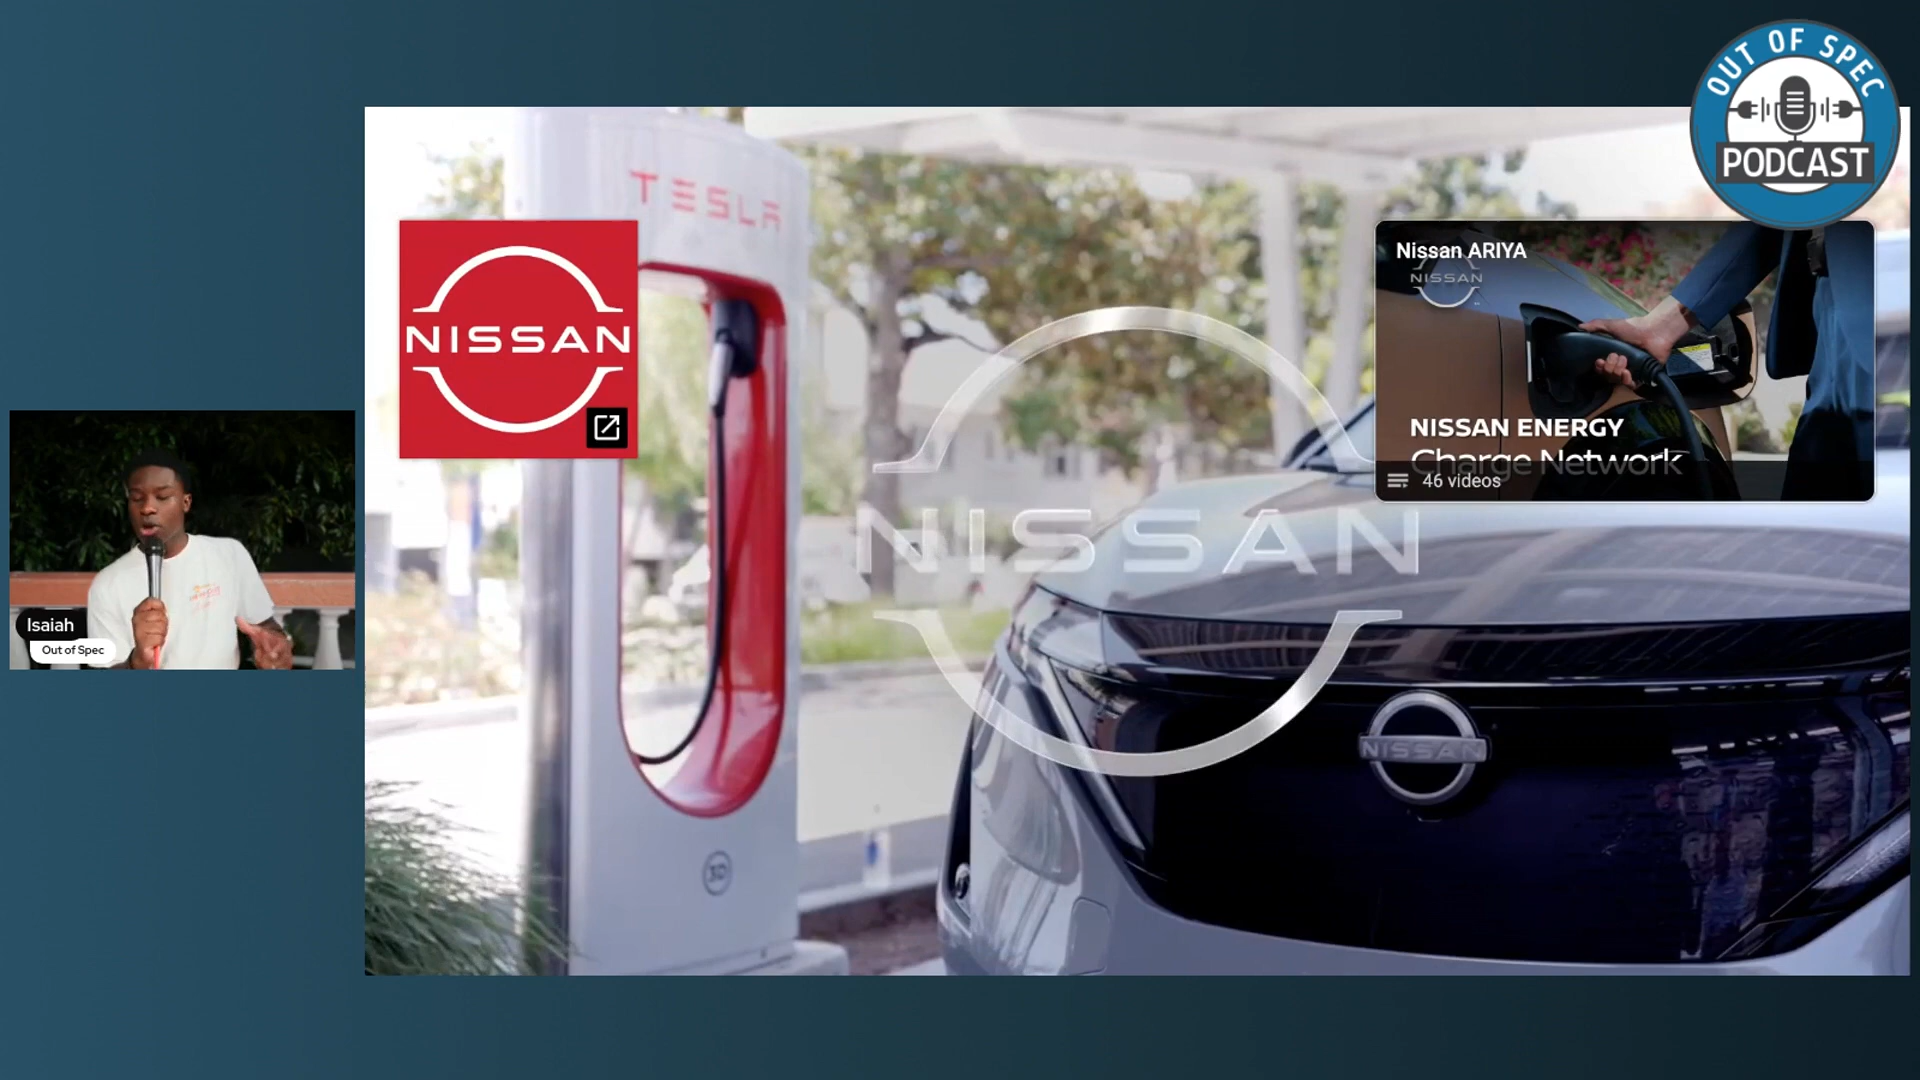 OUT OF SPEC
PODCAST
TESLA
NISSAN
Nissan ARIYA
NISSAN
NISSAN ENERGY
Charge Network
46 videos
NISSAN
NISSAN
Isaiah
Out of Spec
3D